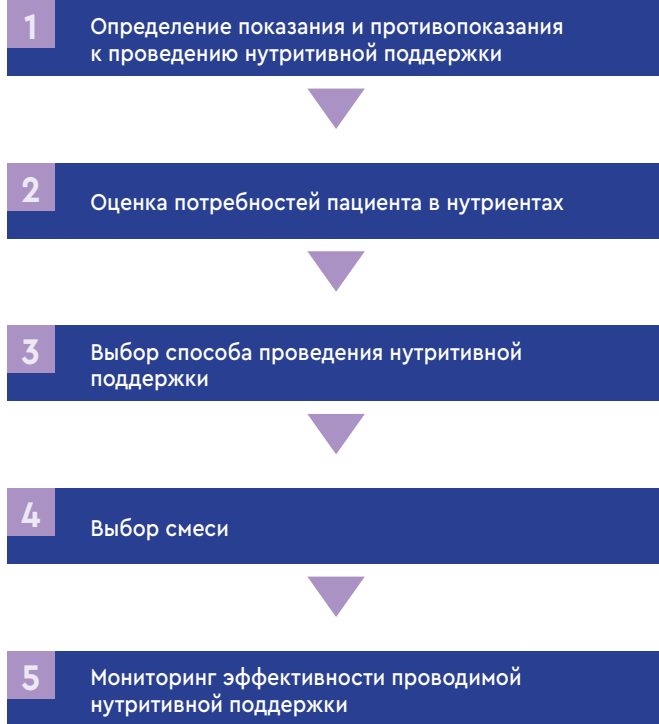 1
Определение показания и противопоказания
к проведению нутритивной поддержки
2
Оценка потребностей пациента в нутриентах
3
Выбор способа проведения нутритивной
поддержки
4
Выбор смеси
5
Мониторинг эффективности проводимой
нутритивной поддержки